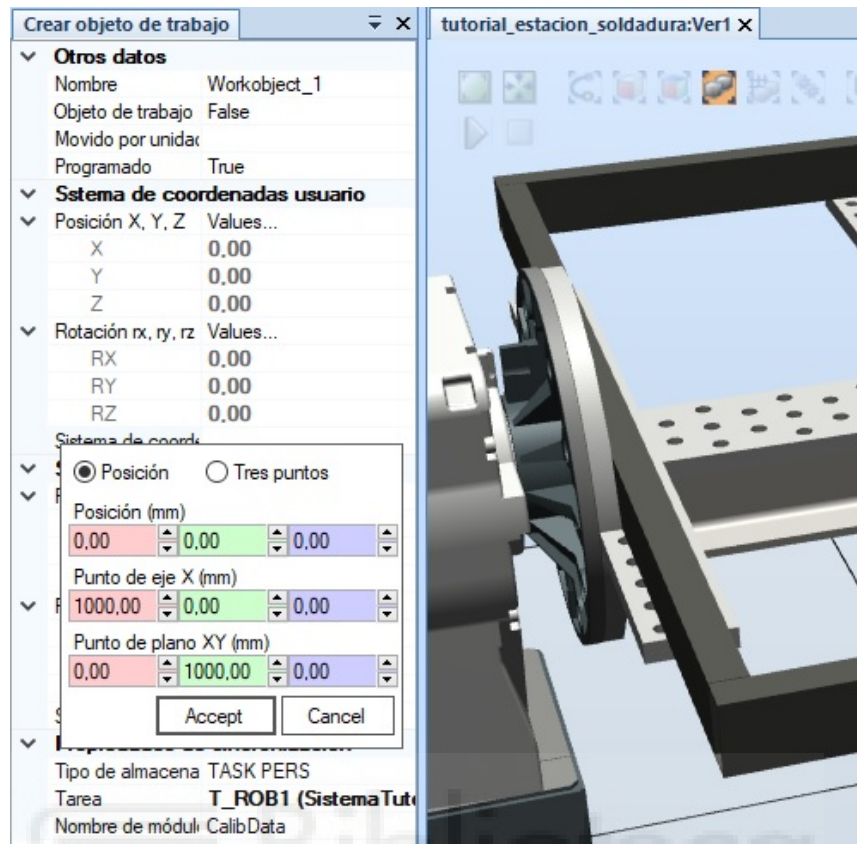 Crear objeto de trabajo
tutorial_estacion_soldadura:Ver1
Otros datos
Nombre Workobject_1
Objeto de trabajo False
Movido por unidad
Programado True
Sstema de coordenadas usuario
Posición X, Y, Z Values...
X 0,00
Y 0,00
Z 0,00
Rotación rx, ry, rz Values...
RX 0,00
RY 0,00
RZ 0,00
Sistema de coorde
Posición Tres puntos
Posición (mm)
0,00 0,00 0,00
Punto de eje X (mm)
1000,00 0,00 0,00
Punto de plano XY (mm)
0,00 1000,00 0,00
Accept Cancel
Tipo de almacena TASK PERS
Tarea T_ROB1 (SistemaTut
Nombre de módul CalibData